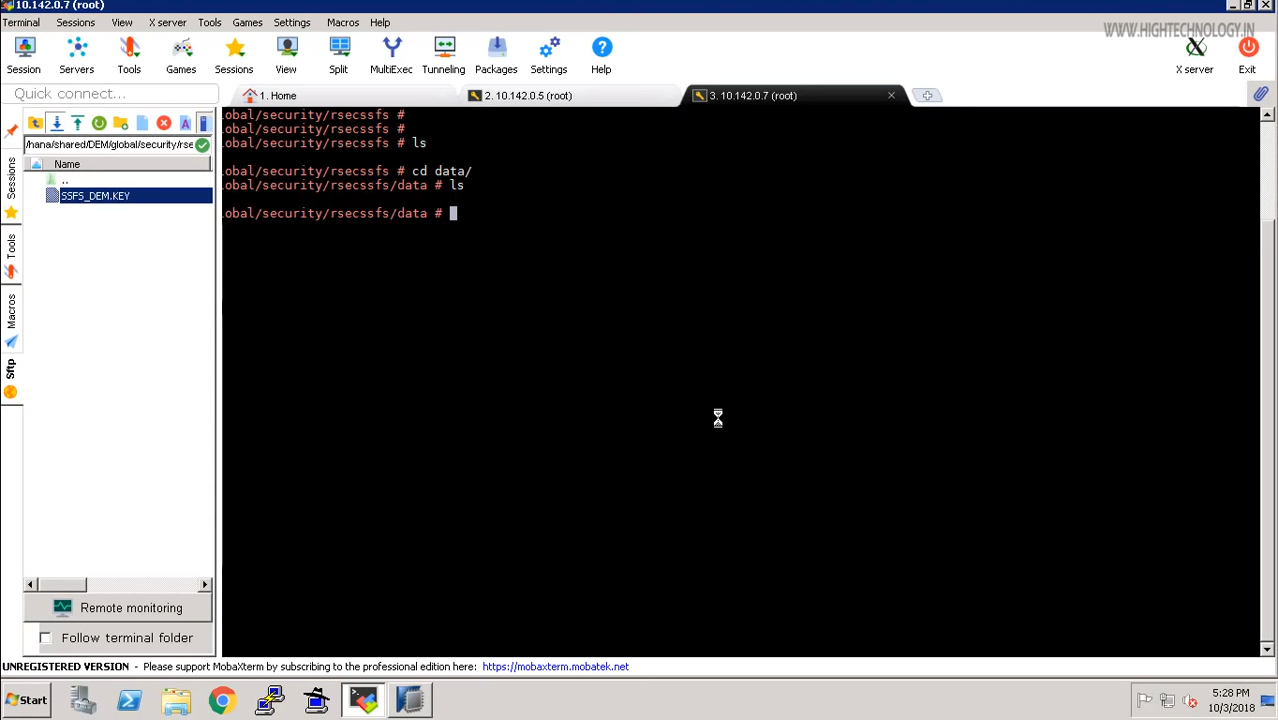 10.142.0.7 (root)
Terminal Sessions View X server Tools Games Settings Macros Help
WWW.HIGHTECHNOLOGY.IN
Session Servers Tools Games Sessions View Split MultiExec Tunneling Packages Settings Help X server Exit
Quick connect...
1. Home
2. 10.142.0.5 (root)
3. 10.142.0.7 (root)
/hana/shared/DEM/global/security/rse
Name
..
SSFS_DEM.KEY
Sessions
Tools
Macros
Sftp
obal/security/rsecssfs #
obal/security/rsecssfs #
obal/security/rsecssfs # ls
obal/security/rsecssfs # cd data/
obal/security/rsecssfs/data # ls
obal/security/rsecssfs/data #
Remote monitoring
Follow terminal folder
UNREGISTERED VERSION - Please support MobaXterm by subscribing to the professional edition here: https://mobaxterm.mobatek.net
Start
5:28 PM
10/3/2018